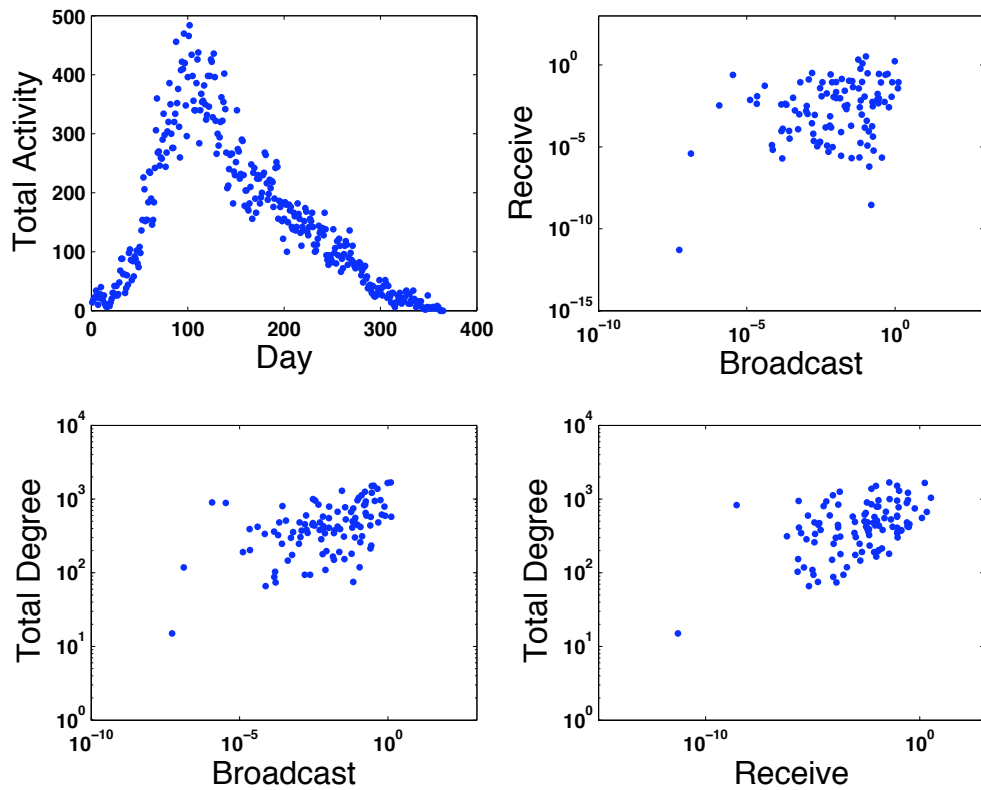 500
400
300
200
100
0
Total Activity
0 100 200 300 400
Day
10^0
10^−5
10^−10
10^−15
Receive
10^−10 10^−5 10^0
Broadcast
10^4
10^3
10^2
10^1
10^0
Total Degree
10^−10 10^−5 10^0
Broadcast
10^4
10^3
10^2
10^1
10^0
Total Degree
10^−10 10^0
Receive